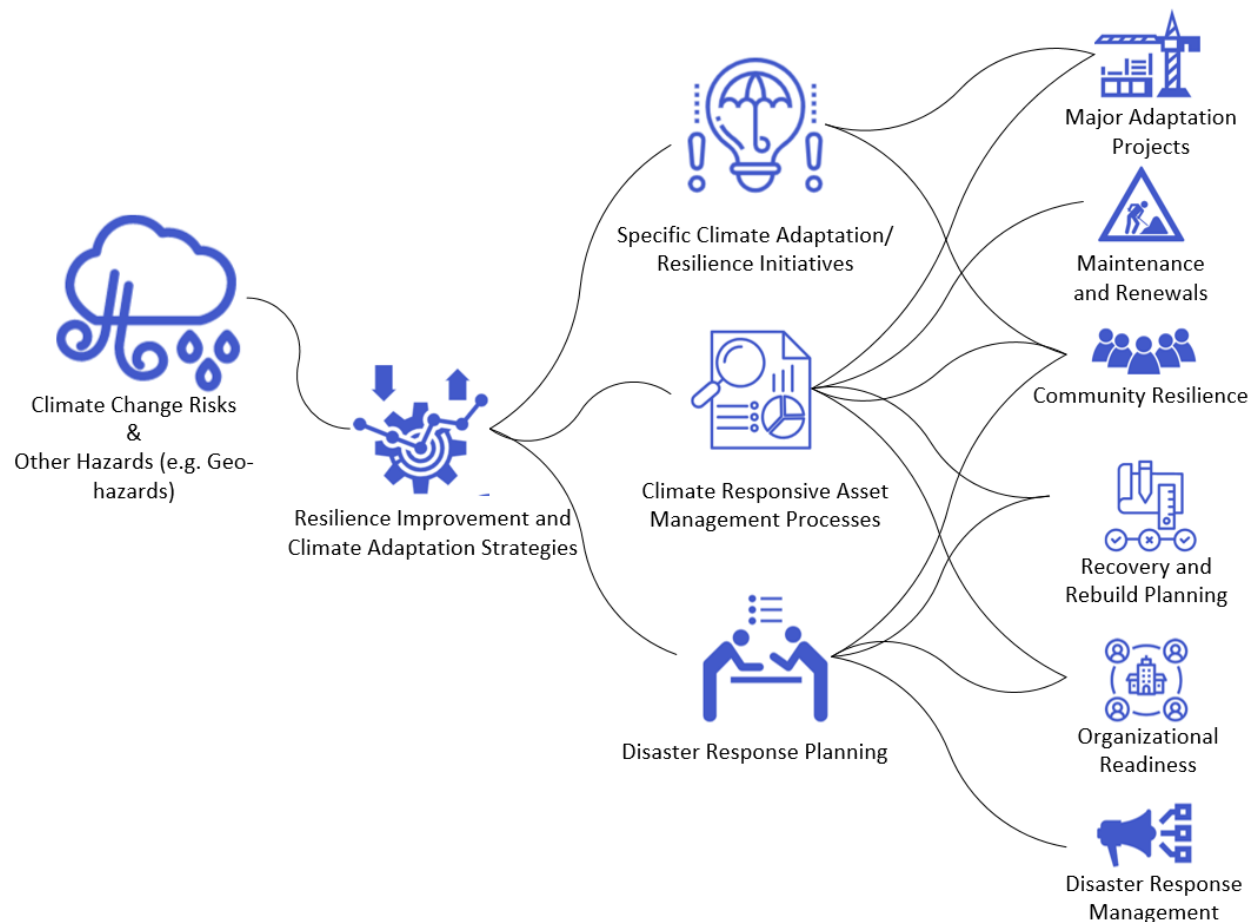 Climate Change Risks
&
Other Hazards (e.g. Geo-
hazards)
Resilience Improvement and
Climate Adaptation Strategies
Specific Climate Adaptation/
Resilience Initiatives
Climate Responsive Asset
Management Processes
Disaster Response Planning
Major Adaptation
Projects
Maintenance
and Renewals
Community Resilience
Recovery and
Rebuild Planning
Organizational
Readiness
Disaster Response
Management